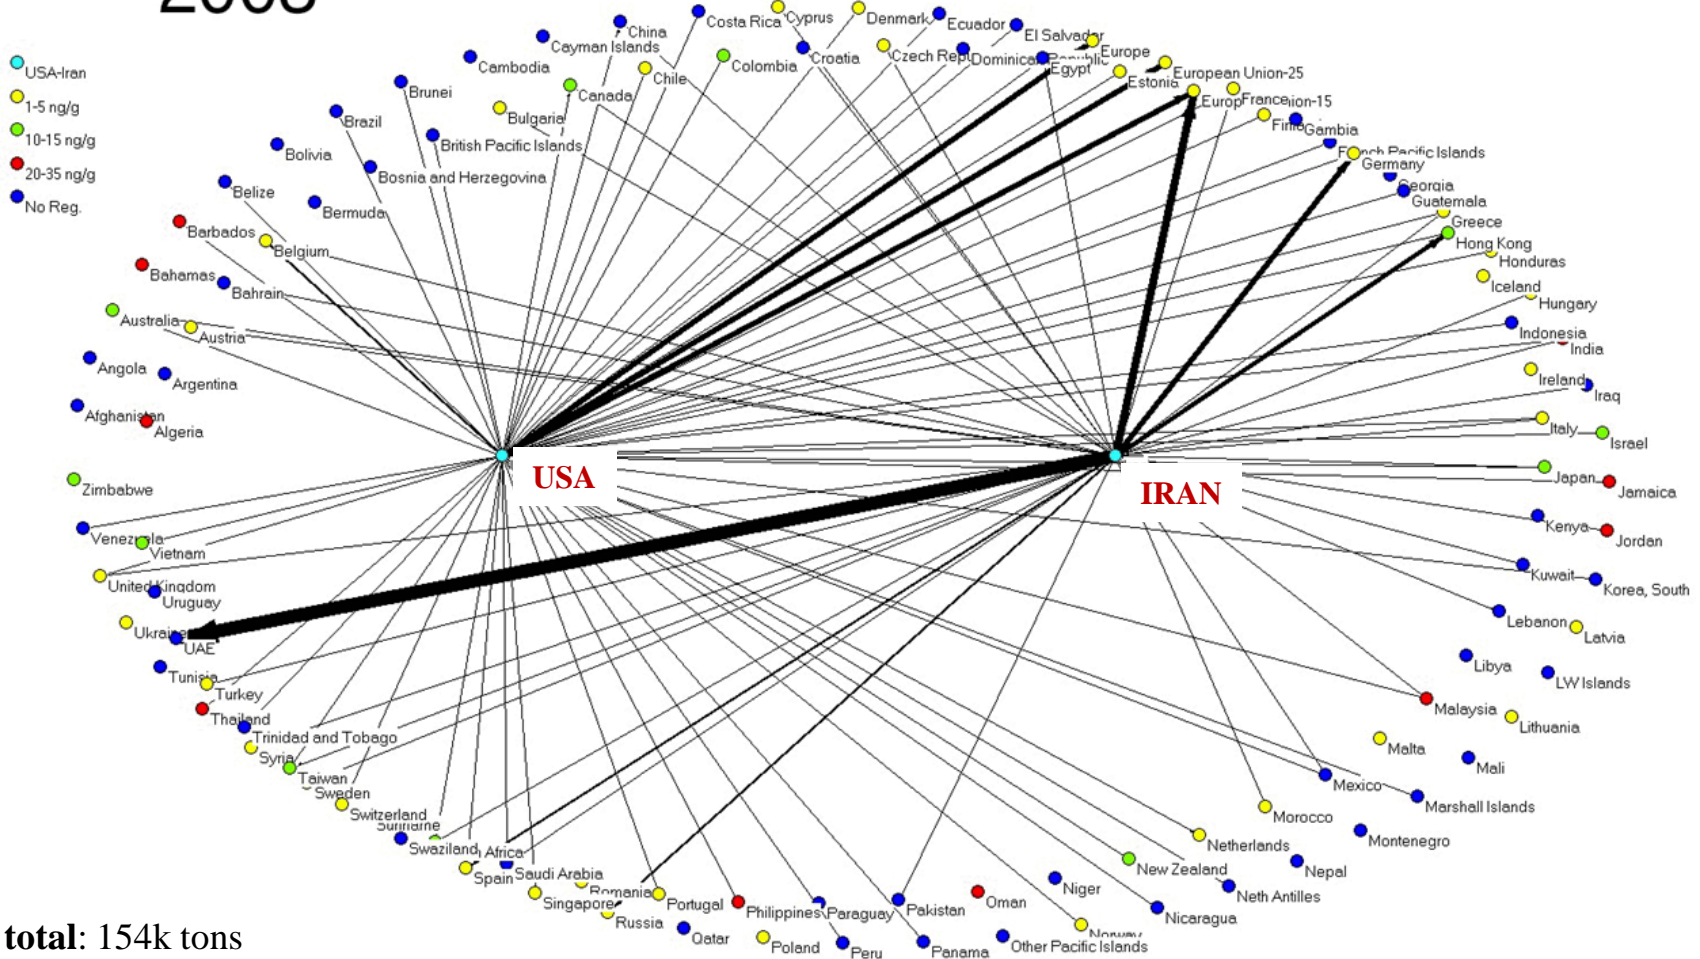 USA-Iran
1-5 ng/g
10-15 ng/g
20-35 ng/g
No Reg.
Costa Rica
Cyprus
Denmark
Ecuador
El Salvador
China
Cayman Islands
Cambodia
Croatia
Europe
Colombia
Chile
Egypt
Estonia
European Union-25
Brunei
Canada
France
Brazil
Bulgaria
Gambia
British Pacific Islands
Bolivia
Pacific Islands
Germany
Bosnia and Herzegovina
Georgia
Belize
Guatemala
Bermuda
Greece
Barbados
Belgium
Hong Kong
Honduras
Bahamas
Bahrain
Iceland
Hungary
Australia
Austria
Indonesia
India
Angola
Argentina
Ireland
Iraq
Afghanistan
Algeria
Italy
Israel
USA
IRAN
Zimbabwe
Japan
Jamaica
Venezuela
Vietnam
Kenya
Jordan
United Kingdom
Uruguay
Kuwait
Korea, South
Ukraine
UAE
Lebanon
Latvia
Tunisia
Turkey
Libya
LW Islands
Thailand
Trinidad and Tobago
Malaysia
Lithuania
Syria
Taiwan
Sweden
Malta
Mali
Switzerland
Suriname
Mexico
Marshall Islands
Swaziland
Africa
Morocco
Montenegro
Spain
Saudi Arabia
Netherlands
New Zealand
Nepal
Singapore
Romania
Portugal
Russia
Philippines
Paraguay
Pakistan
Oman
Niger
Neth Antilles
Nicaragua
Qatar
Poland
Peru
Panama
Other Pacific Islands
Norway
total: 154k tons